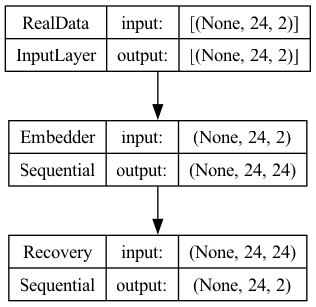 RealData input: [(None, 24, 2)]
InputLayer output: [(None, 24, 2)]
Embedder input: (None, 24, 2)
Sequential output: (None, 24, 24)
Recovery input: (None, 24, 24)
Sequential output: (None, 24, 2)